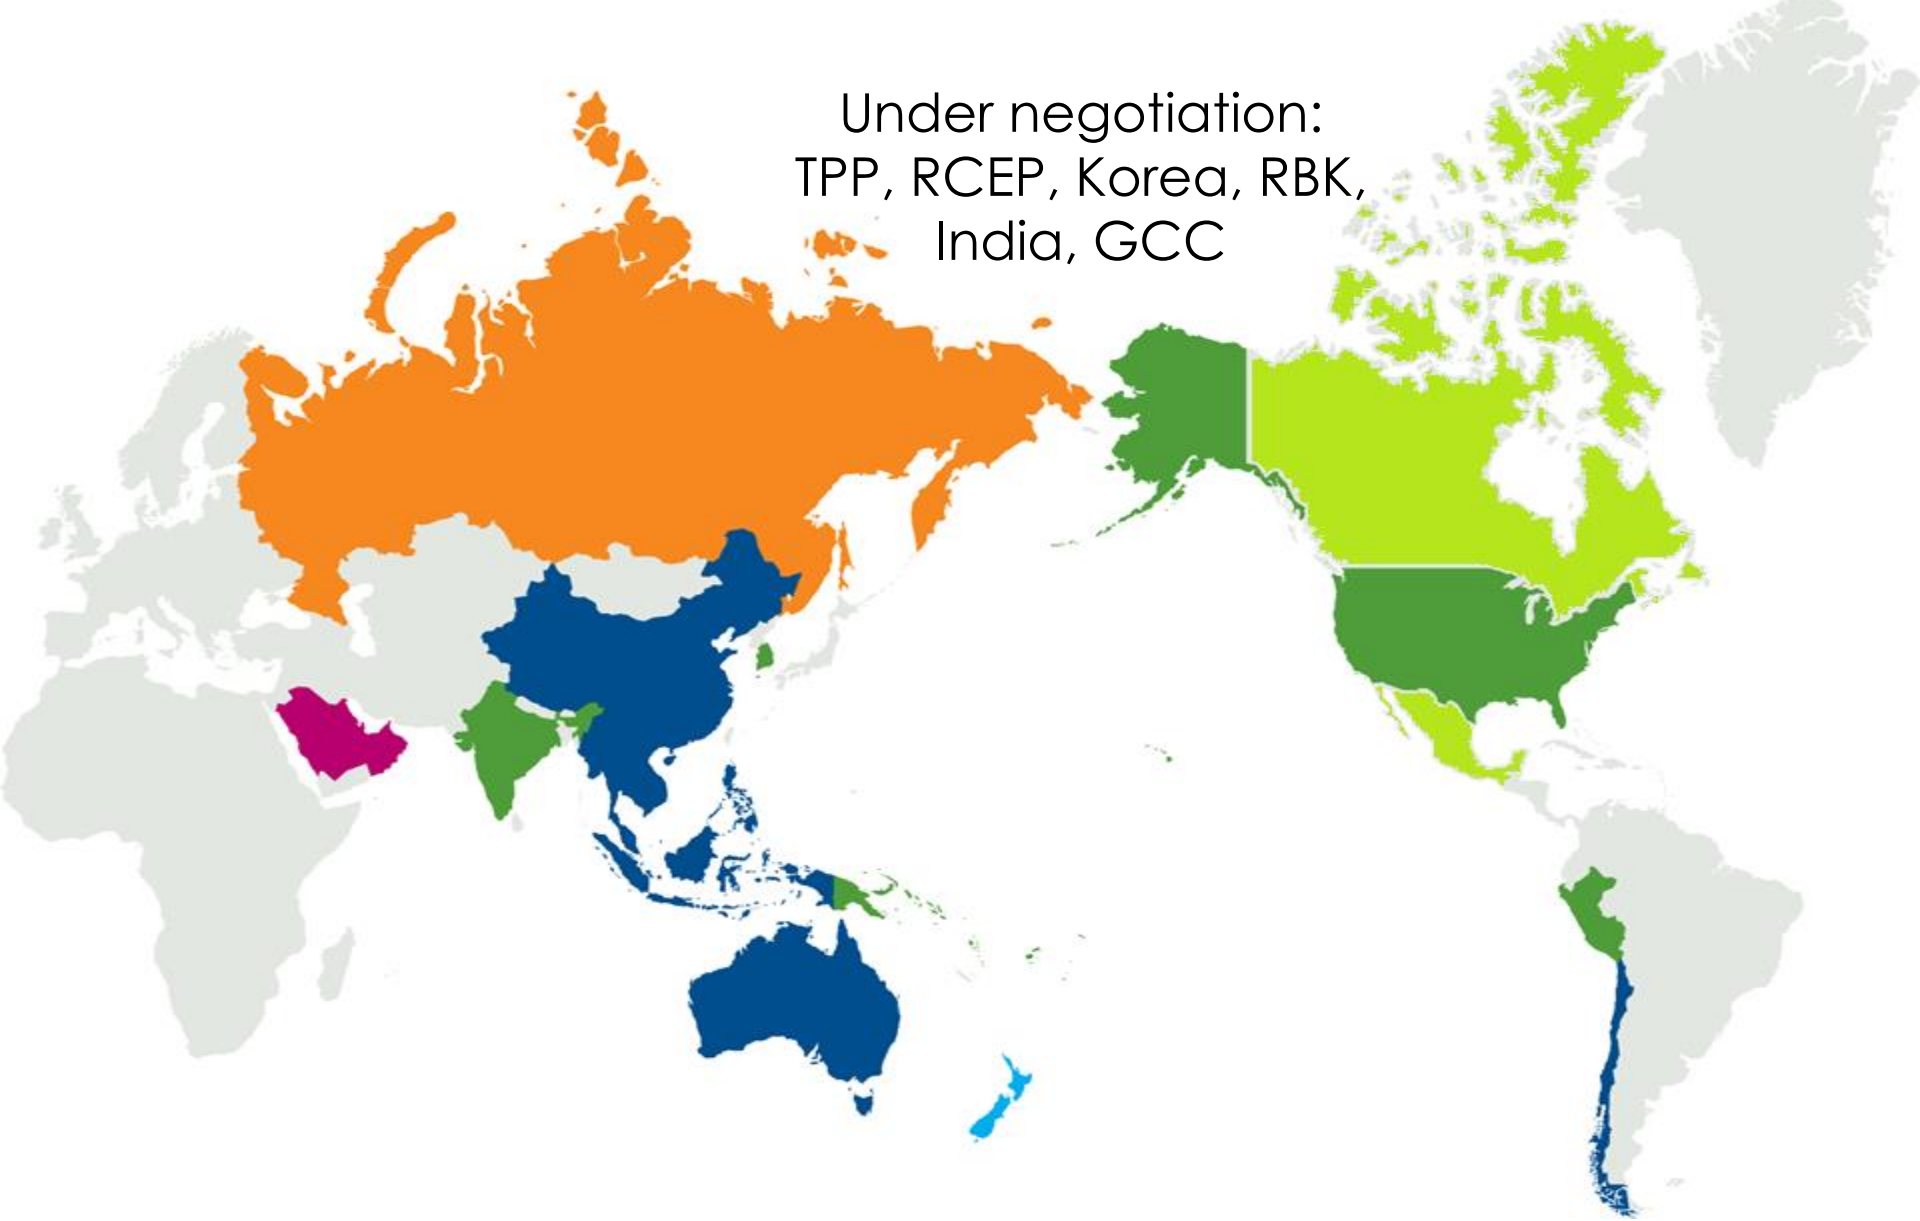 Under negotiation:
TPP, RCEP, Korea, RBK,
India, GCC